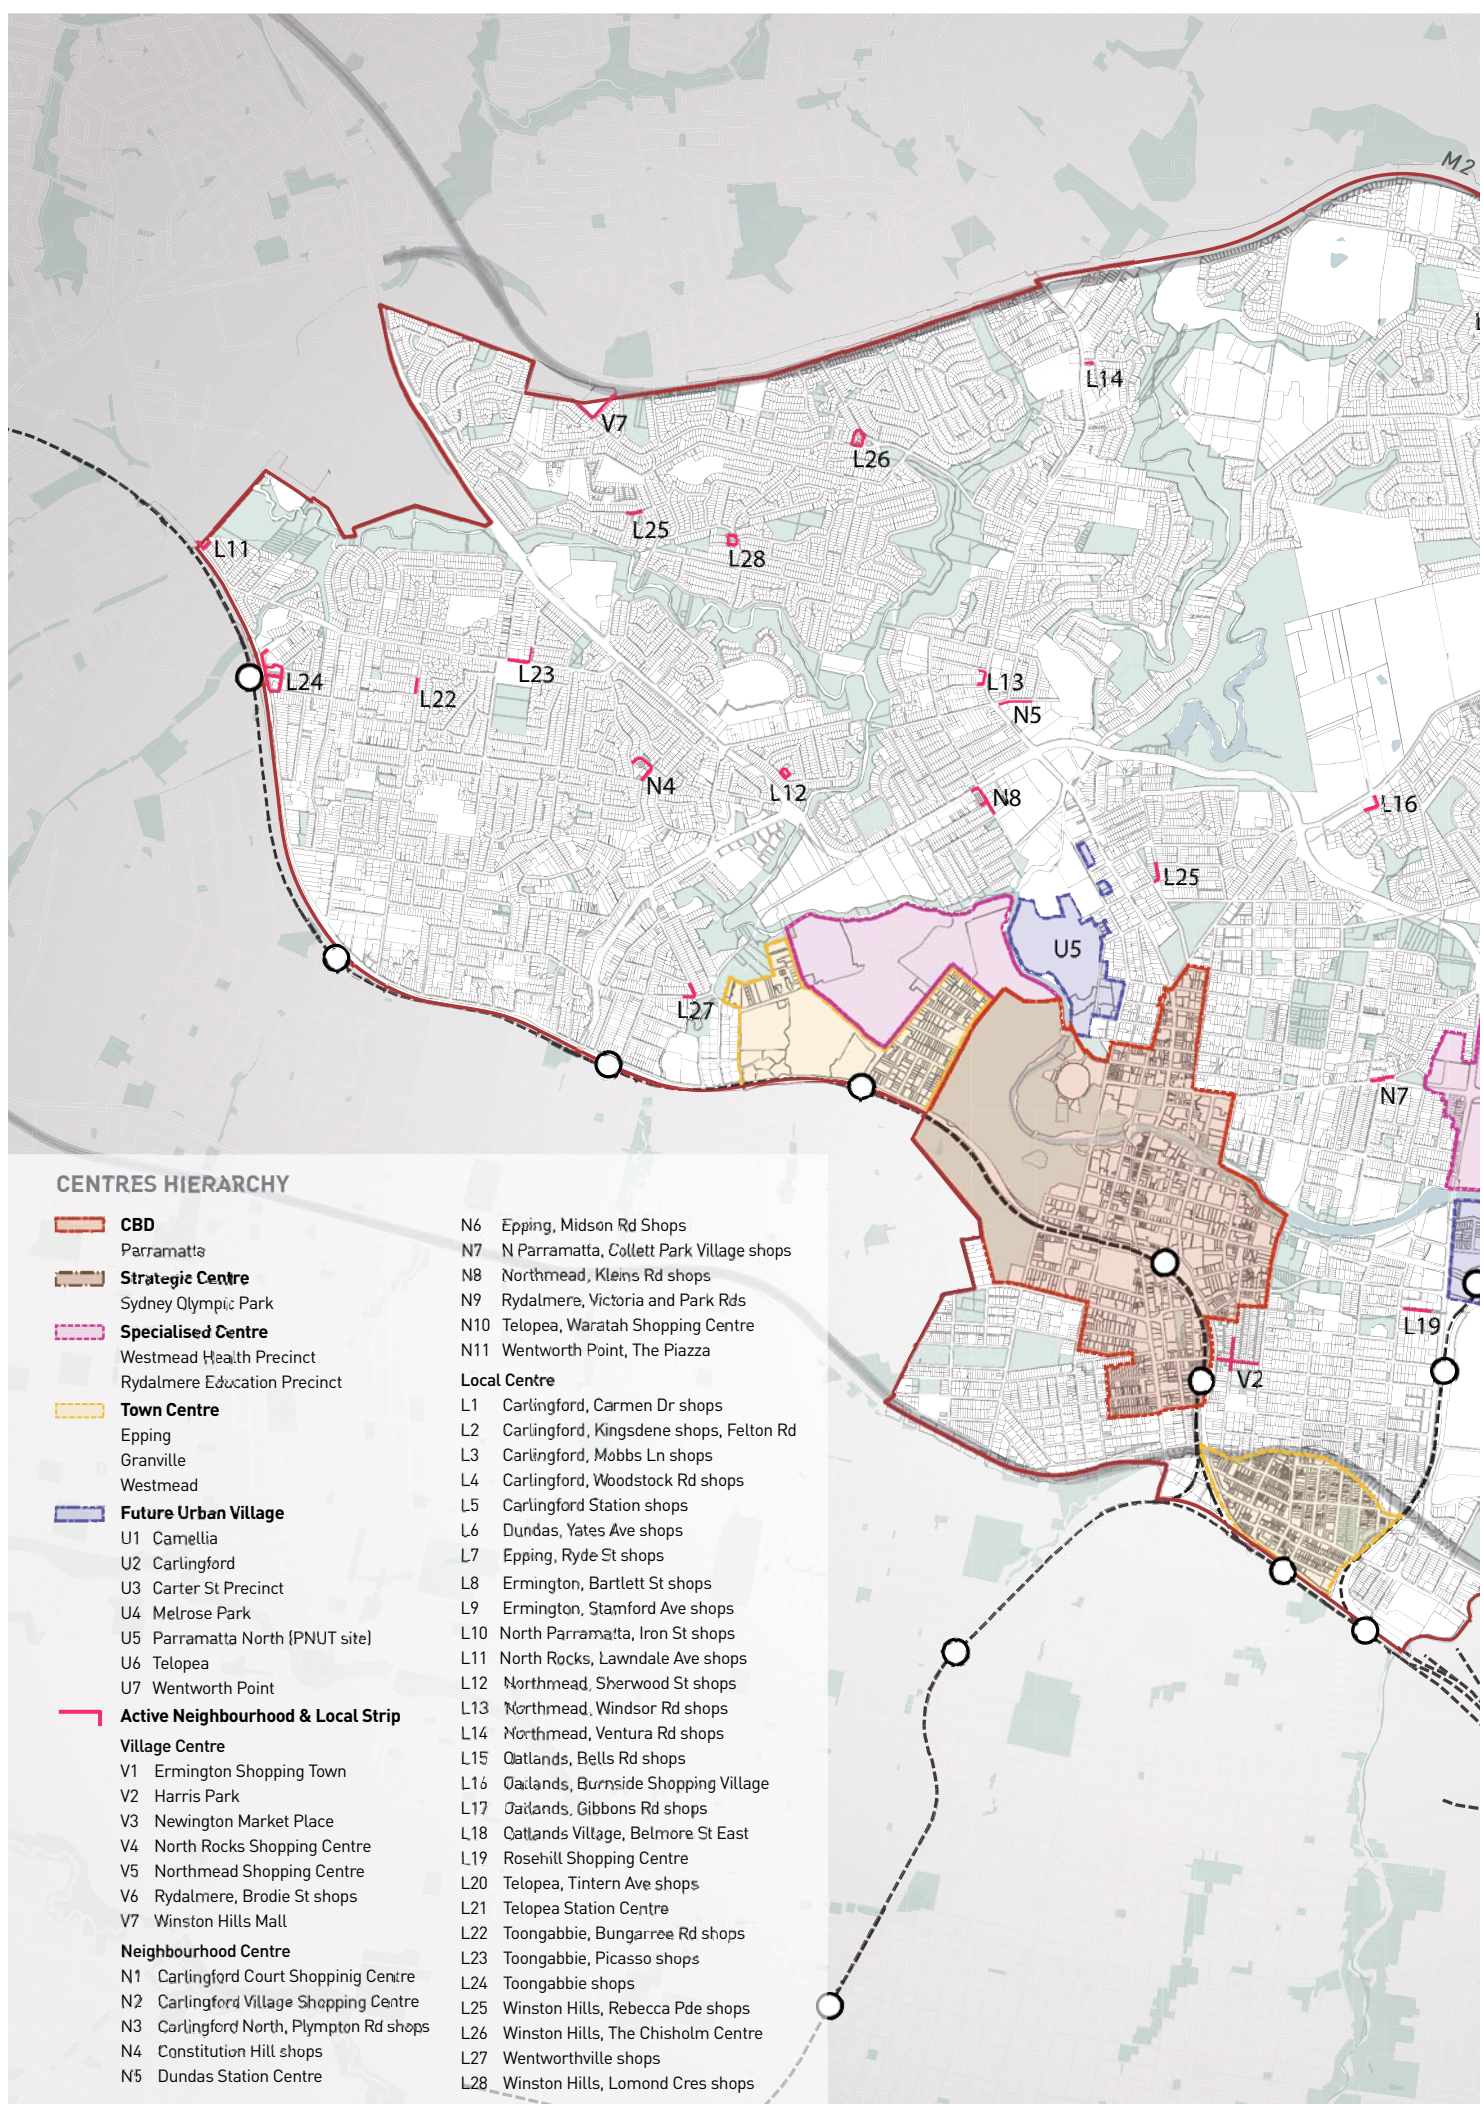 M2
L14
V7
L26
L25
L28
L11
L23
L24
L22
L13
N5
N4
L12
N8
L16
L25
U5
L27
N7
L19
V2
CENTRES HIERARCHY
CBD
Parramatta
Strategic Centre
Sydney Olympic Park
Specialised Centre
Westmead Health Precinct
Rydalmere Education Precinct
Town Centre
Epping
Granville
Westmead
Future Urban Village
U1 Camellia
U2 Carlingford
U3 Carter St Precinct
U4 Melrose Park
U5 Parramatta North (PNUT site)
U6 Telopea
U7 Wentworth Point
Active Neighbourhood & Local Strip
Village Centre
V1 Ermington Shopping Town
V2 Harris Park
V3 Newington Market Place
V4 North Rocks Shopping Centre
V5 Northmead Shopping Centre
V6 Rydalmere, Brodie St shops
V7 Winston Hills Mall
Neighbourhood Centre
N1 Carlingford Court Shoppinig Centre
N2 Carlingford Village Shopping Centre
N3 Carlingford North, Plympton Rd shops
N4 Constitution Hill shops
N5 Dundas Station Centre
N6 Epping, Midson Rd Shops
N7 N Parramatta, Collett Park Village shops
N8 Northmead, Kleins Rd shops
N9 Rydalmere, Victoria and Park Rds
N10 Telopea, Waratah Shopping Centre
N11 Wentworth Point, The Piazza
Local Centre
L1 Carlingford, Carmen Dr shops
L2 Carlingford, Kingsdene shops, Felton Rd
L3 Carlingford, Mobbs Ln shops
L4 Carlingford, Woodstock Rd shops
L5 Carlingford Station shops
L6 Dundas, Yates Ave shops
L7 Epping, Ryde St shops
L8 Ermington, Bartlett St shops
L9 Ermington, Stamford Ave shops
L10 North Parramatta, Iron St shops
L11 North Rocks, Lawndale Ave shops
L12 Northmead, Sherwood St shops
L13 Northmead, Windsor Rd shops
L14 Northmead, Ventura Rd shops
L15 Oatlands, Bells Rd shops
L16 Oatlands, Burnside Shopping Village
L17 Oatlands, Gibbons Rd shops
L18 Oatlands Village, Belmore St East
L19 Rosehill Shopping Centre
L20 Telopea, Tintern Ave shops
L21 Telopea Station Centre
L22 Toongabbie, Bungarree Rd shops
L23 Toongabbie, Picasso shops
L24 Toongabbie shops
L25 Winston Hills, Rebecca Pde shops
L26 Winston Hills, The Chisholm Centre
L27 Wentworthville shops
L28 Winston Hills, Lomond Cres shops